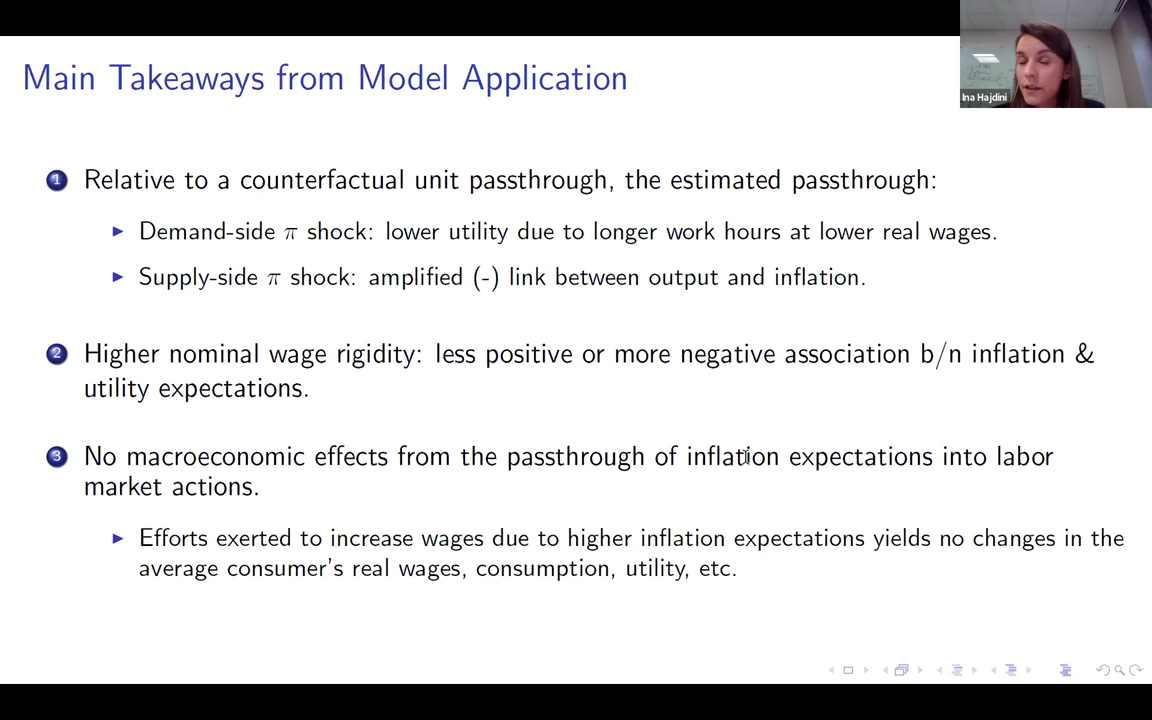 Main Takeaways from Model Application
Ina Hajdini
1 Relative to a counterfactual unit passthrough, the estimated passthrough:
▶ Demand-side π shock: lower utility due to longer work hours at lower real wages.
▶ Supply-side π shock: amplified (-) link between output and inflation.
2 Higher nominal wage rigidity: less positive or more negative association b/n inflation &
utility expectations.
3 No macroeconomic effects from the passthrough of inflation expectations into labor
market actions.
▶ Efforts exerted to increase wages due to higher inflation expectations yields no changes in the
average consumer's real wages, consumption, utility, etc.